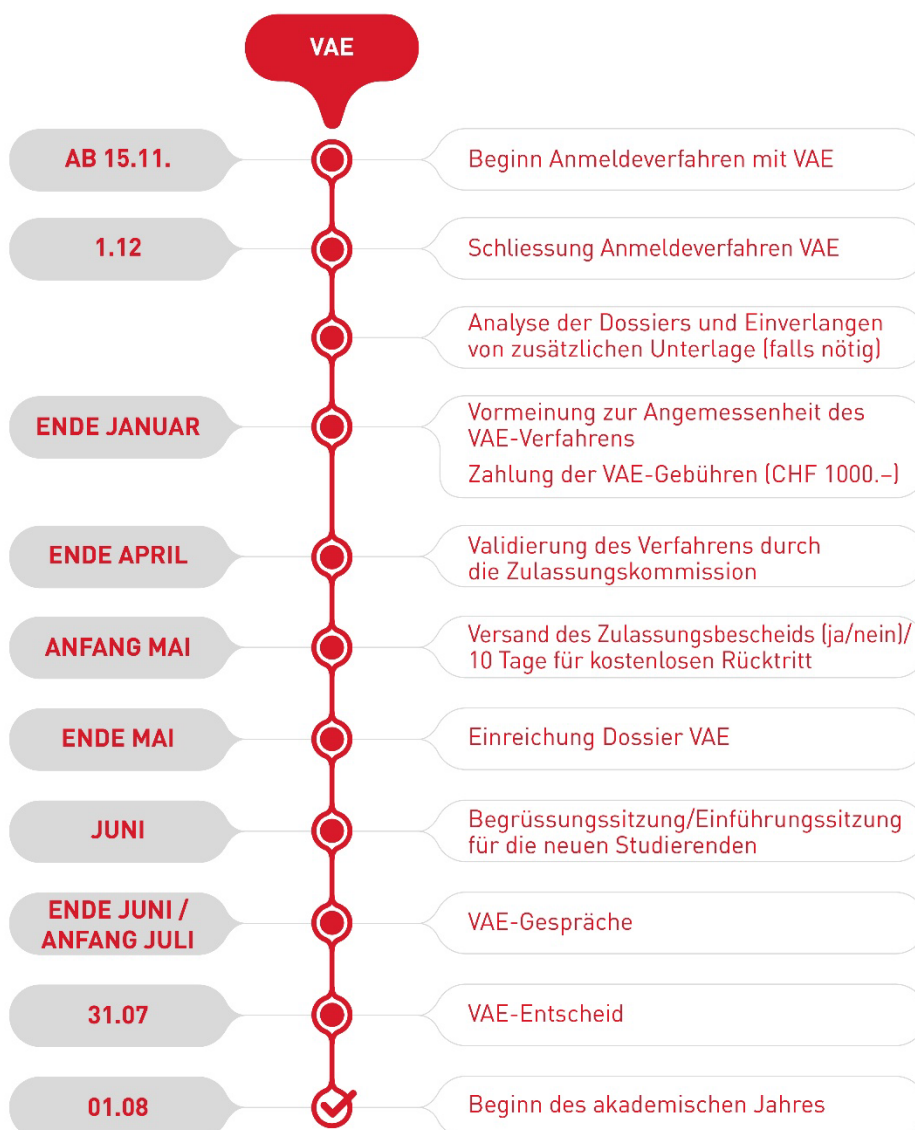 VAE
AB 15.11.
Beginn Anmeldeverfahren mit VAE
1.12
Schliessung Anmeldeverfahren VAE
Analyse der Dossiers und Einverlangen
von zusätzlichen Unterlage (falls nötig)
ENDE JANUAR
Vormeinung zur Angemessenheit des
VAE-Verfahrens
Zahlung der VAE-Gebühren (CHF 1000.–)
ENDE APRIL
Validierung des Verfahrens durch
die Zulassungskommission
ANFANG MAI
Versand des Zulassungsbescheids (ja/nein)/
10 Tage für kostenlosen Rücktritt
ENDE MAI
Einreichung Dossier VAE
JUNI
Begrüssungssitzung/Einführungssitzung
für die neuen Studierenden
ENDE JUNI /
ANFANG JULI
VAE-Gespräche
31.07
VAE-Entscheid
01.08
Beginn des akademischen Jahres